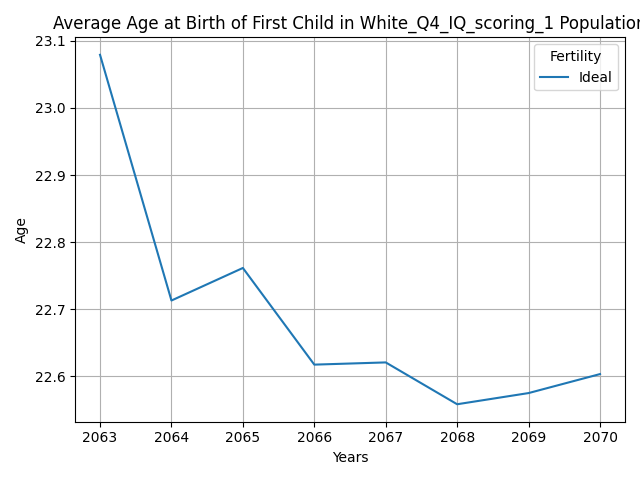 Average Age at Birth of First Child in White_Q4_IQ_scoring_1 Population
23.1
23.0
22.9
22.8
22.7
22.6
Age
Fertility
Ideal
2063 2064 2065 2066 2067 2068 2069 2070
Years